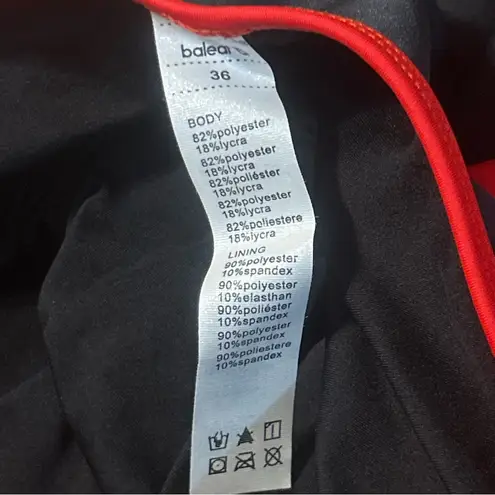 36
BODY
82%polyester
18%lycra
82%polyester
18%lycra
82%poliéster
18%lycra
82%polyester
18%lycra
82%poliestere
18%lycra
LINING
90%polyester
10%spandex
90%polyester
10%elasthan
90%poliéster
10%spandex
90%polyester
10%spandex
90%poliestere
10%spandex